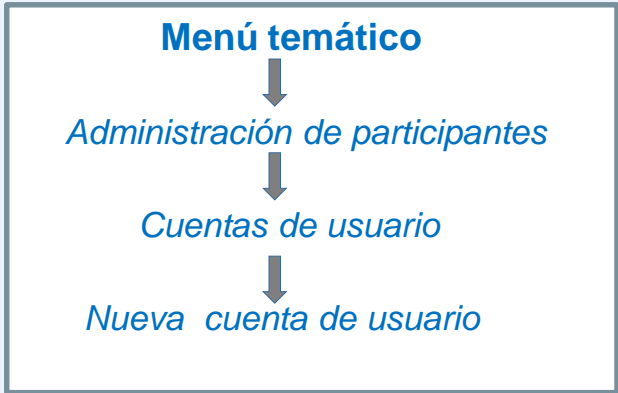 Menú temático
Administración de participantes
Cuentas de usuario
Nueva cuenta de usuario